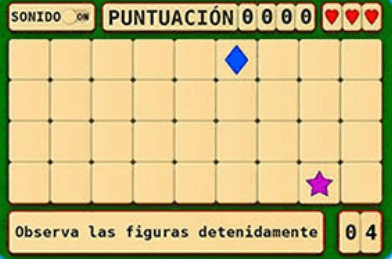 SONIDO ON PUNTUACIÓN 0000
Observa las figuras detenidamente 04